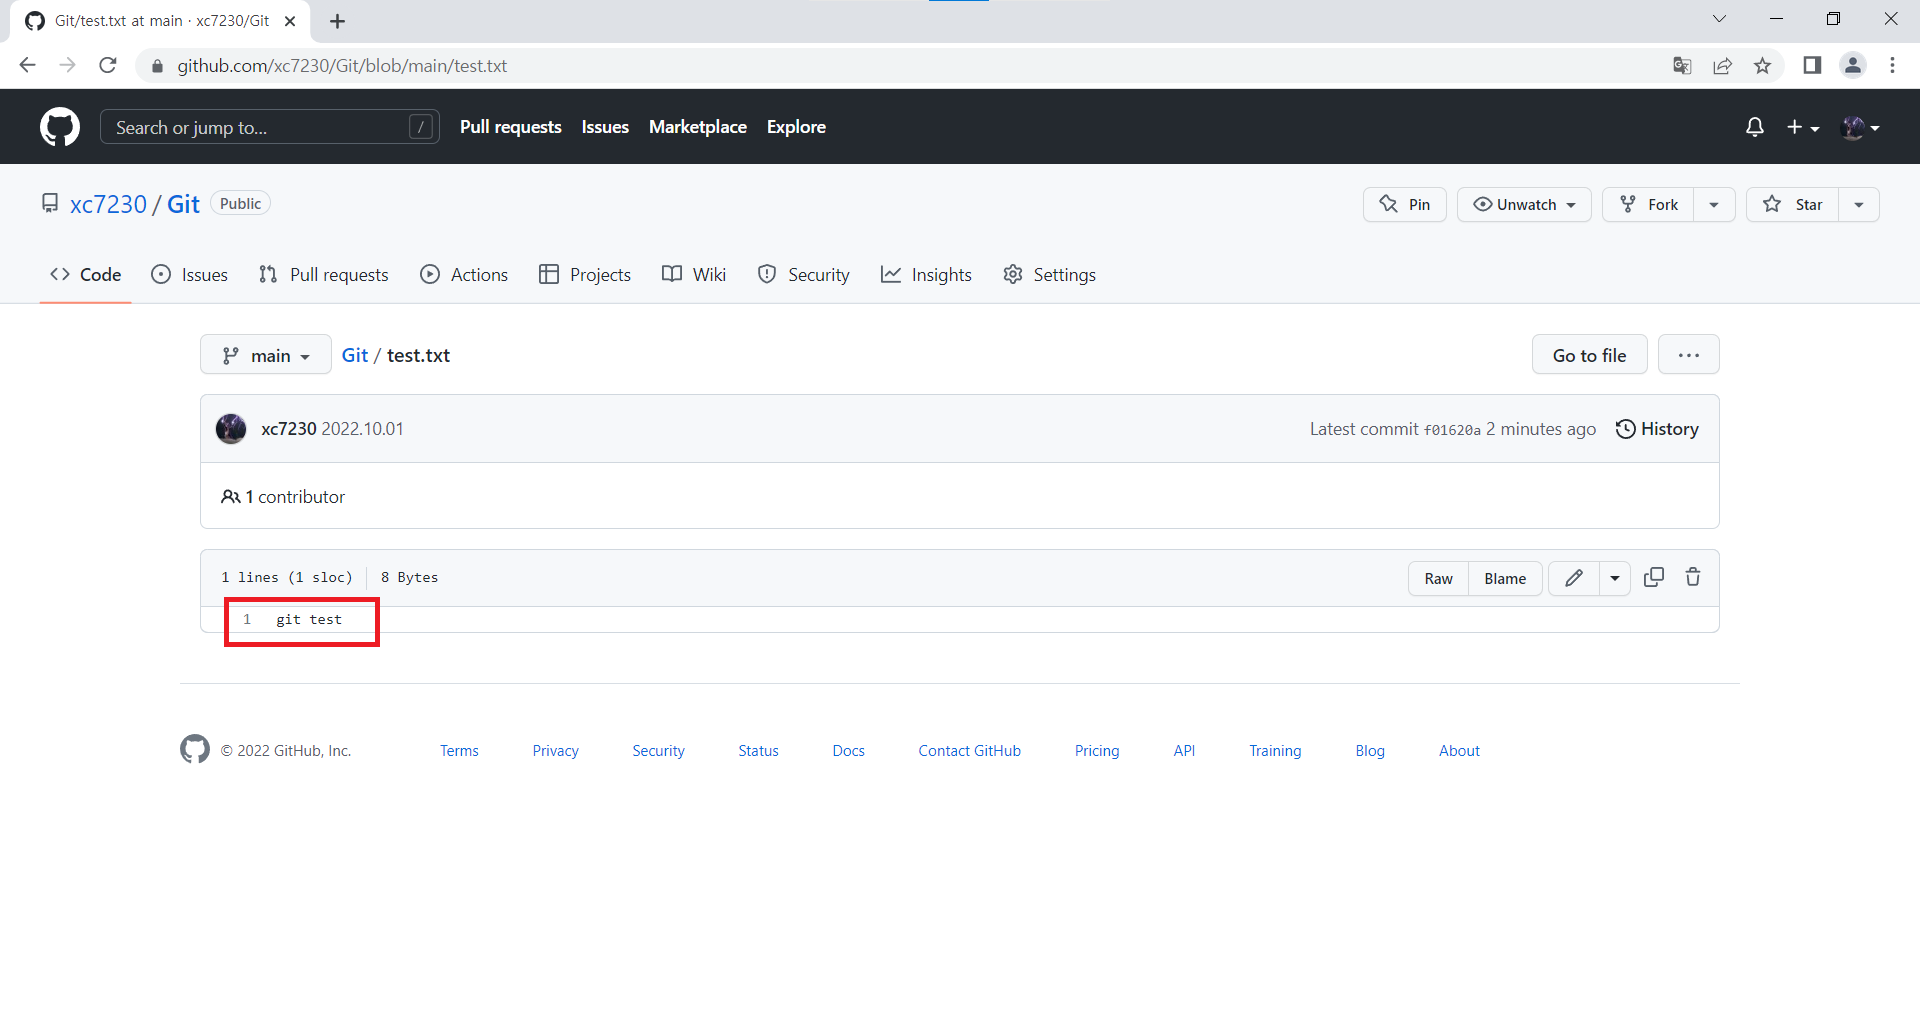 Git/test.txt at main · xc7230/Git
github.com/xc7230/Git/blob/main/test.txt
Search or jump to... /
Pull requests Issues Marketplace Explore
xc7230 / Git Public
Pin Unwatch Fork Star
Code Issues Pull requests Actions Projects Wiki Security Insights Settings
main Git / test.txt Go to file
xc7230 2022.10.01 Latest commit f01620a 2 minutes ago History
1 contributor
1 lines (1 sloc) 8 Bytes Raw Blame
1 git test
© 2022 GitHub, Inc. Terms Privacy Security Status Docs Contact GitHub Pricing API Training Blog About